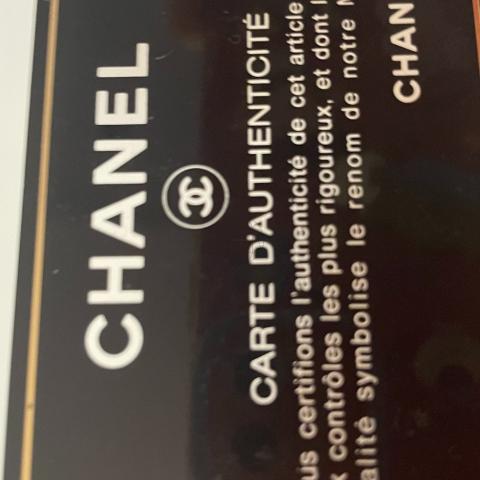 CHANEL
CARTE D'AUTHENTICITÉ
certifions l'authenticité de cet article
contrôles les plus rigoureux, et dont
symbolise le renom de notre
CHAN